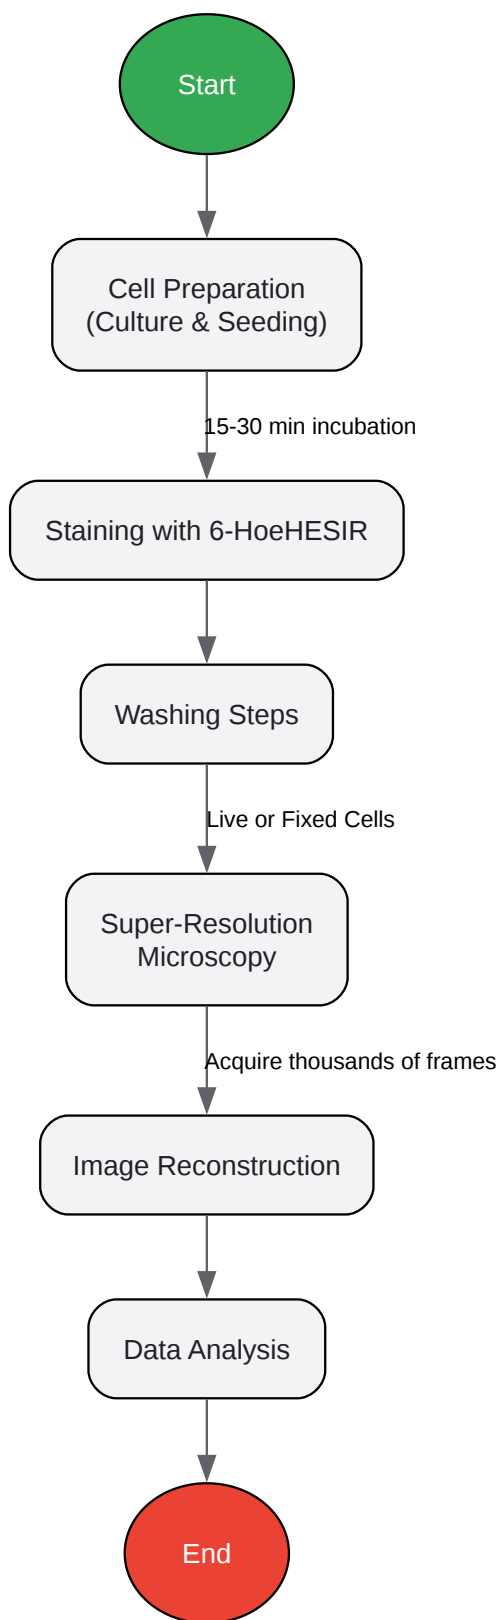 Start
Cell Preparation
(Culture & Seeding)
15-30 min incubation
Staining with 6-HoeHESIR
Washing Steps
Live or Fixed Cells
Super-Resolution
Microscopy
Acquire thousands of frames
Image Reconstruction
Data Analysis
End